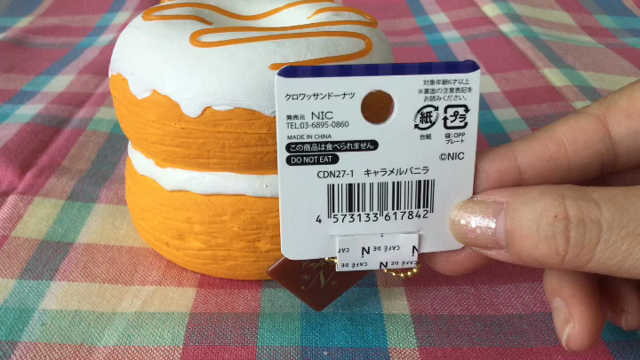 クロワッサンドーナツ
対象年齢6才以上
※裏面の注意表記を
お読みください。
発売元 NIC
TEL:03-6895-0860
MADE IN CHINA
この商品は食べられません
DO NOT EAT
紙
台紙
プラ
袋:OPP
プレート
©NIC
CDN27-1 キャラメルバニラ
4 573133 617842
CAFÉ DE N